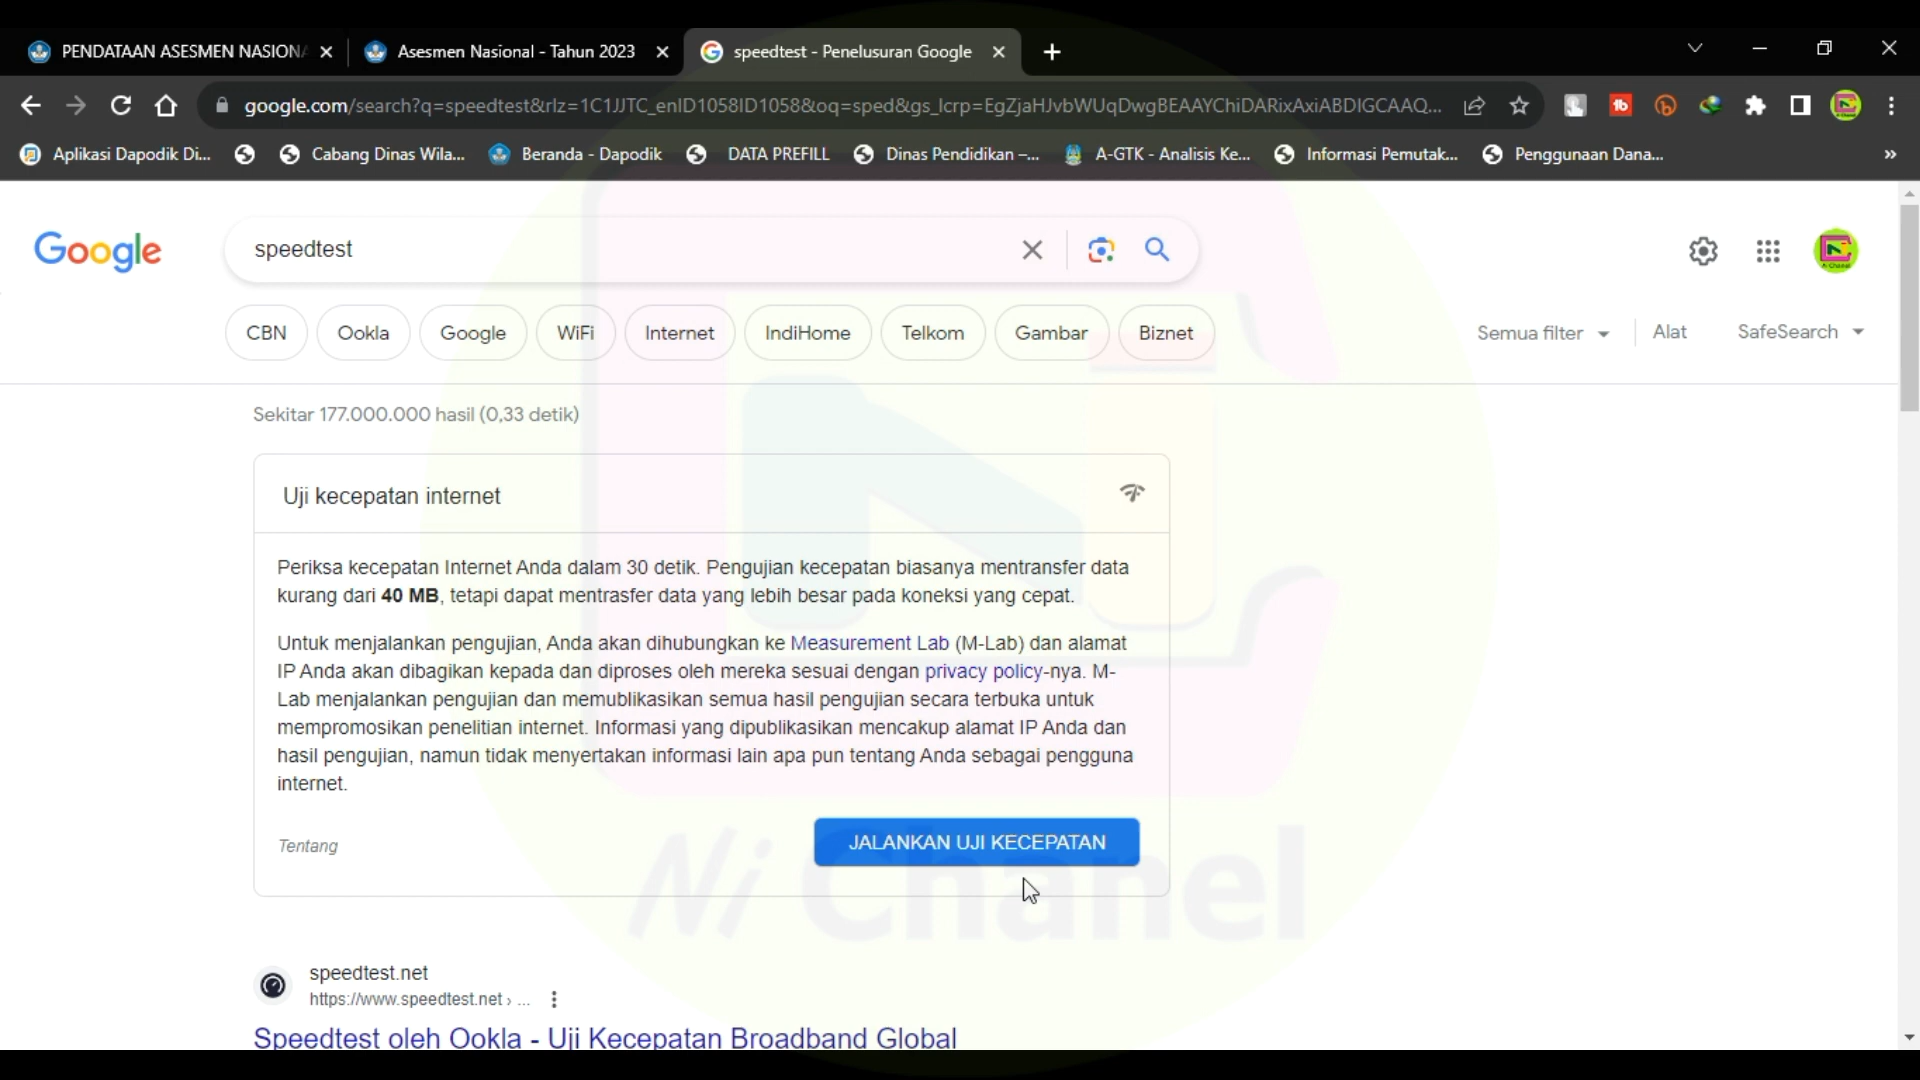 PENDATAAN ASESMEN NASIONA
Asesmen Nasional - Tahun 2023
speedtest - Penelusuran Google
google.com/search?q=speedtest&rlz=1C1JJTC_enID1058ID1058&oq=sped&gs_lcrp=EgZjaHJvbWUqDwgBEAAYChiDARixAxiABDIGCAAQ...
Aplikasi Dapodik Di...
Cabang Dinas Wila...
Beranda - Dapodik
DATA PREFILL
Dinas Pendidikan –...
A-GTK - Analisis Ke...
Informasi Pemutak...
Penggunaan Dana...
Google
speedtest
CBN
Ookla
Google
WiFi
Internet
IndiHome
Telkom
Gambar
Biznet
Semua filter
Alat
SafeSearch
Sekitar 177.000.000 hasil (0,33 detik)
Uji kecepatan internet
Periksa kecepatan Internet Anda dalam 30 detik. Pengujian kecepatan biasanya mentransfer data
kurang dari 40 MB, tetapi dapat mentrasfer data yang lebih besar pada koneksi yang cepat.
Untuk menjalankan pengujian, Anda akan dihubungkan ke Measurement Lab (M-Lab) dan alamat
IP Anda akan dibagikan kepada dan diproses oleh mereka sesuai dengan privacy policy-nya. M-
Lab menjalankan pengujian dan memublikasikan semua hasil pengujian secara terbuka untuk
mempromosikan penelitian internet. Informasi yang dipublikasikan mencakup alamat IP Anda dan
hasil pengujian, namun tidak menyertakan informasi lain apa pun tentang Anda sebagai pengguna
internet.
Tentang
JALANKAN UJI KECEPATAN
Ni Chanel
speedtest.net
https://www.speedtest.net › ...
Speedtest oleh Ookla - Uji Kecepatan Broadband Global